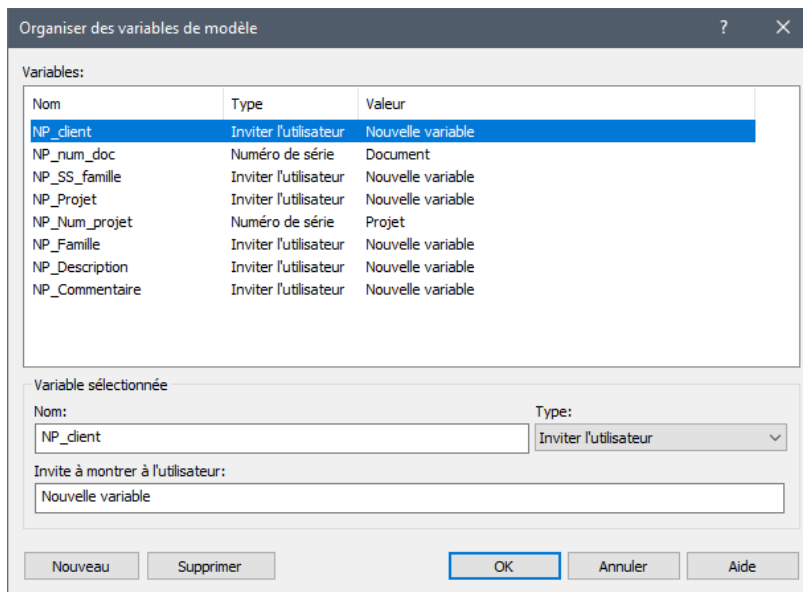 Organiser des variables de modèle ?
Variables:
Nom Type Valeur
NP_client Inviter l'utilisateur Nouvelle variable
NP_num_doc Numéro de série Document
NP_SS_famille Inviter l'utilisateur Nouvelle variable
NP_Projet Inviter l'utilisateur Nouvelle variable
NP_Num_projet Numéro de série Projet
NP_Famille Inviter l'utilisateur Nouvelle variable
NP_Description Inviter l'utilisateur Nouvelle variable
NP_Commentaire Inviter l'utilisateur Nouvelle variable
Variable sélectionnée
Nom: Type:
NP_client Inviter l'utilisateur
Invite à montrer à l'utilisateur:
Nouvelle variable
Nouveau Supprimer OK Annuler Aide